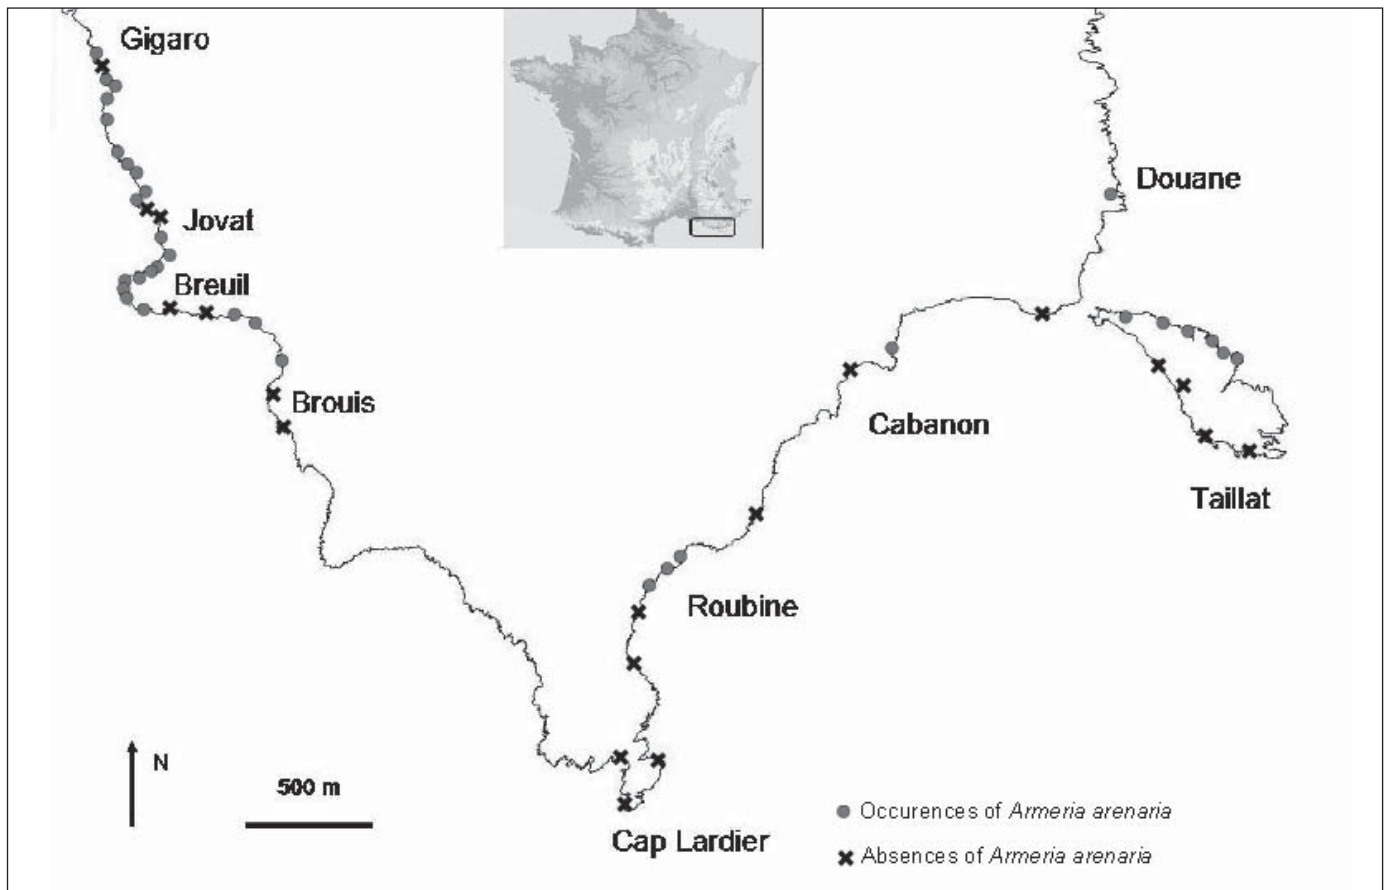 Gigaro
Douane
Jovat
Breuil
Brouis
Cabanon
Taillat
Roubine
N
500 m
Cap Lardier
Occurences of Armeria arenaria
Absences of Armeria arenaria